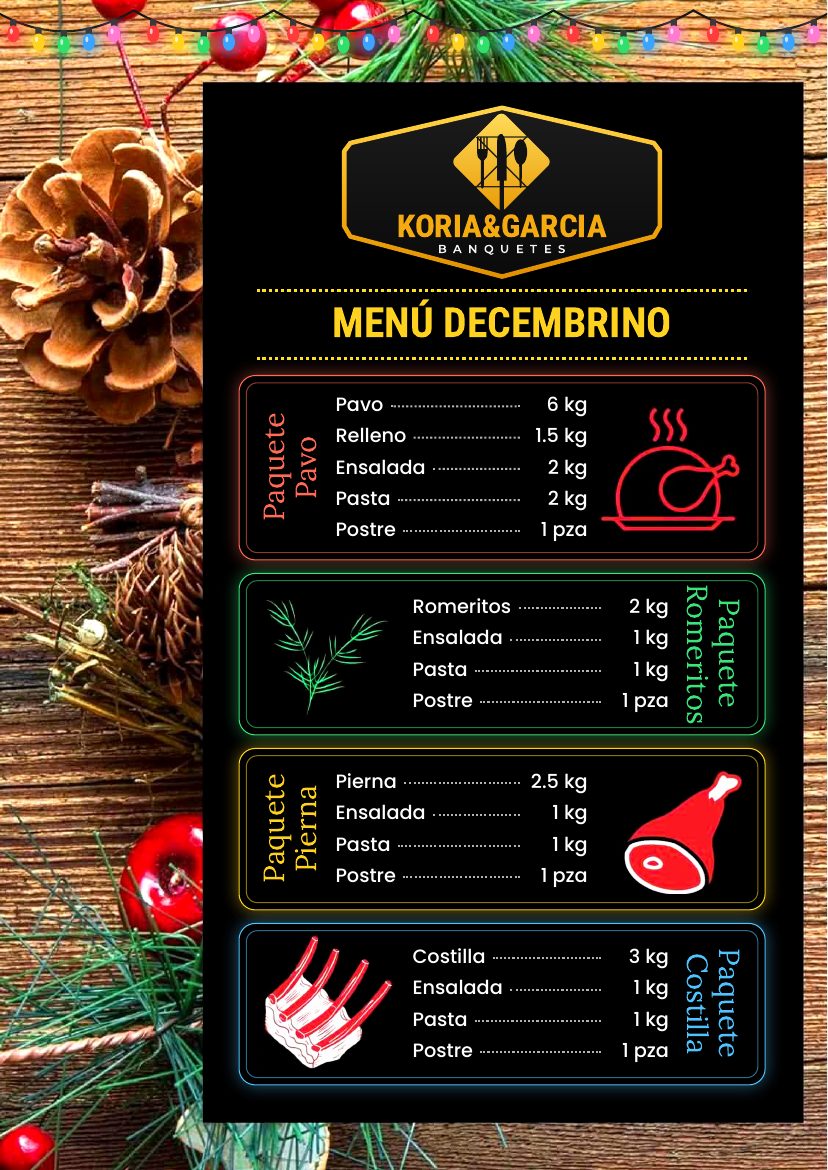 KORIA&GARCIA
BANQUETES
MENÚ DECEMBRINO
Paquete
Pavo
Pavo 6 kg
Relleno 1.5 kg
Ensalada 2 kg
Pasta 2 kg
Postre 1 pza
Romeritos 2 kg
Ensalada 1 kg
Pasta 1 kg
Postre 1 pza
Paquete
Romeritos
Paquete
Pierna
Pierna 2.5 kg
Ensalada 1 kg
Pasta 1 kg
Postre 1 pza
Costilla 3 kg
Ensalada 1 kg
Pasta 1 kg
Postre 1 pza
Paquete
Costilla